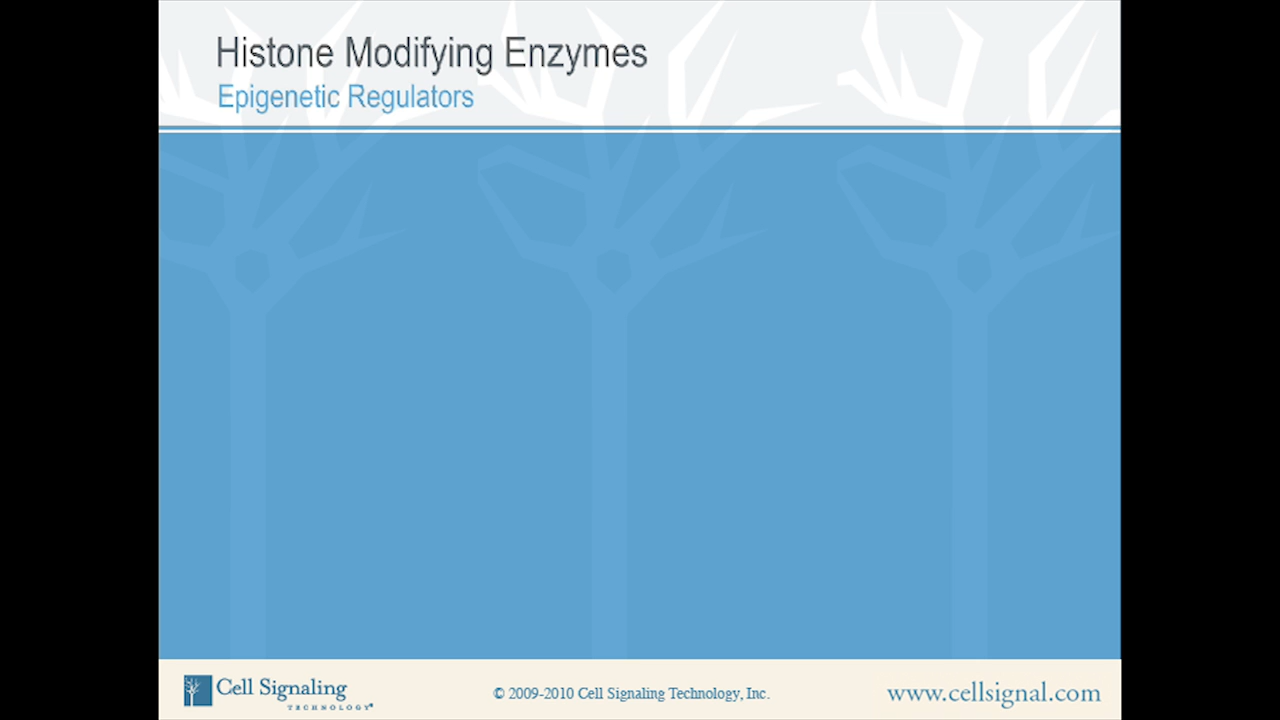 Histone Modifying Enzymes
Epigenetic Regulators
Cell Signaling
TECHNOLOGY®
© 2009-2010 Cell Signaling Technology, Inc.
www.cellsignal.com